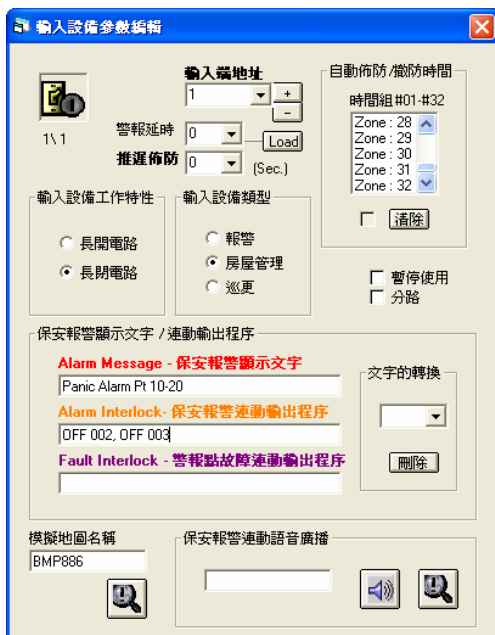 輸入設備參數編輯
輸入端地址
1
+
-
1\ 1
警報延時
0
Load
推遲佈防
0
(Sec.)
自動佈防/撤防時間
時間組#01-#32
Zone : 28
Zone : 29
Zone : 30
Zone : 31
Zone : 32
清除
輸入設備工作特性
長開電路
長閉電路
輸入設備類型
報警
房屋管理
巡更
暫停使用
分路
保安報警顯示文字 / 連動輸出程序
Alarm Message - 保安報警顯示文字
Panic Alarm Pt 10-20
Alarm Interlock- 保安報警連動輸出程序
OFF 002, OFF 003
Fault Interlock - 警報點故障連動輸出程序
文字的轉換
刪除
模擬地圖名稱
BMP886
保安報警連動語音廣播